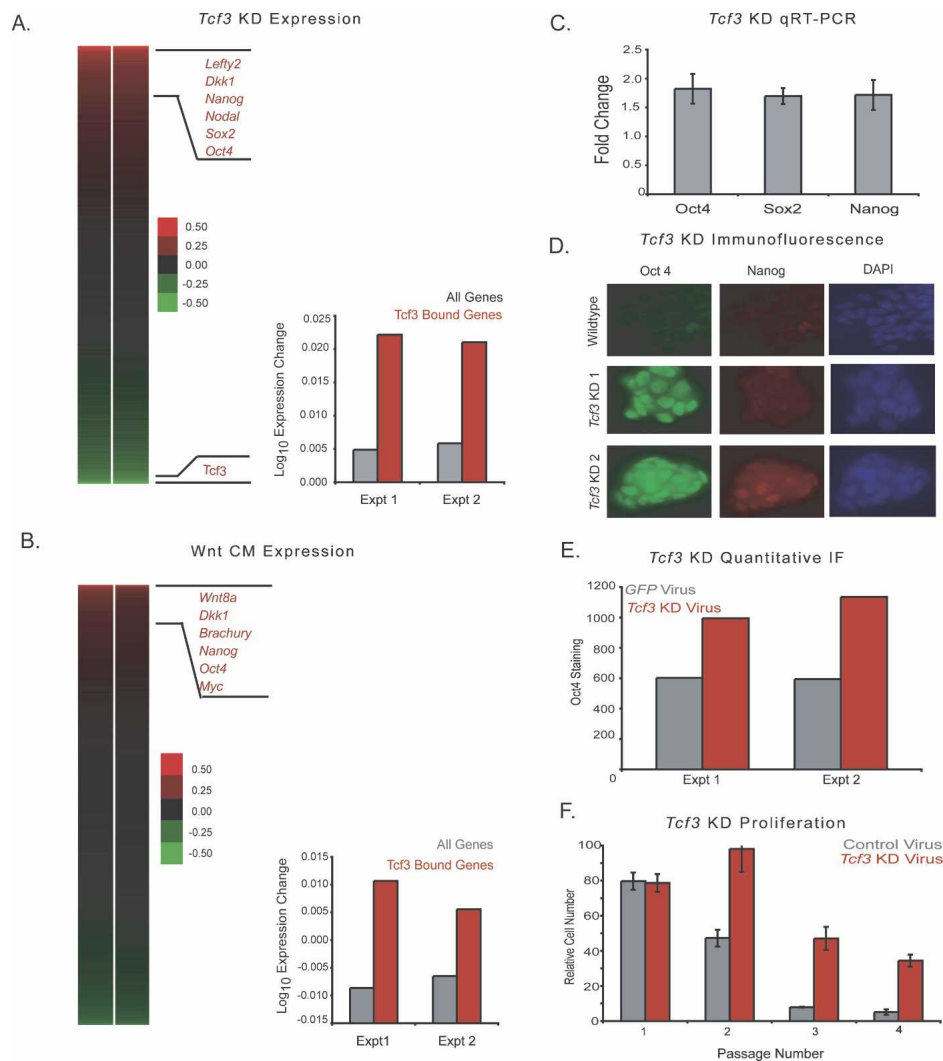 A.
Tcf3 KD Expression
Lefty2
Dkk1
Nanog
Nodal
Sox2
Oct4
0.50
0.25
0.00
-0.25
-0.50
Tcf3
All Genes
Tcf3 Bound Genes
Log10 Expression Change
0.025
0.020
0.015
0.010
0.005
0.000
Expt 1
Expt 2
B.
Wnt CM Expression
Wnt8a
Dkk1
Brachury
Nanog
Oct4
Myc
0.50
0.25
0.00
-0.25
-0.50
All Genes
Tcf3 Bound Genes
Log10 Expression Change
0.015
0.010
0.005
0.000
-0.005
-0.010
-0.015
Expt1
Expt 2
C.
Tcf3 KD qRT-PCR
Fold Change
2.5
2.0
1.5
1.0
0.5
0
Oct4
Sox2
Nanog
D.
Tcf3 KD Immunofluorescence
Oct 4
Nanog
DAPI
Wildtype
Tcf3 KD 1
Tcf3 KD 2
E.
Tcf3 KD Quantitative IF
GFP Virus
Tcf3 KD Virus
Oct4 Staining
1200
1000
800
600
400
200
0
Expt 1
Expt 2
F.
Tcf3 KD Proliferation
Control Virus
Tcf3 KD Virus
Relative Cell Number
100
80
60
40
20
0
1
2
3
4
Passage Number